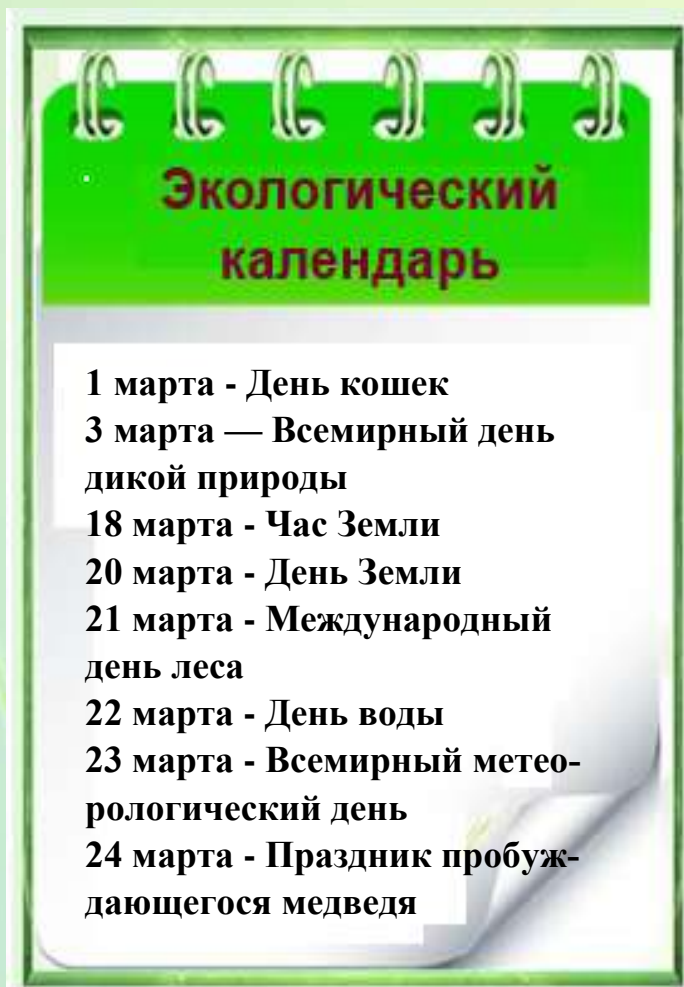 Экологический
календарь
1 марта - День кошек
3 марта — Всемирный день
дикой природы
18 марта - Час Земли
20 марта - День Земли
21 марта - Международный
день леса
22 марта - День воды
23 марта - Всемирный метео-
рологический день
24 марта - Праздник пробуж-
дающегося медведя